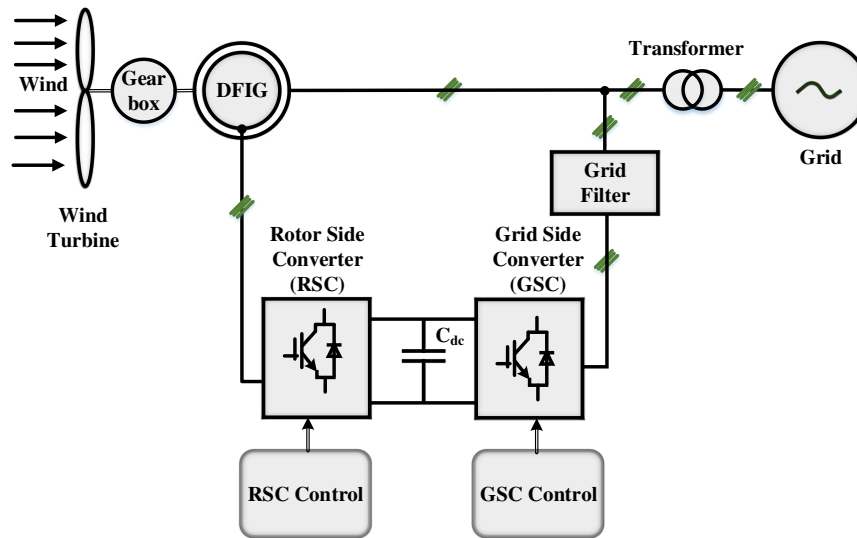 Transformer
Wind
Gear
box
DFIG
Grid
Grid
Filter
Wind
Turbine
Rotor Side
Converter
(RSC)
Grid Side
Converter
(GSC)
Cdc
RSC Control
GSC Control